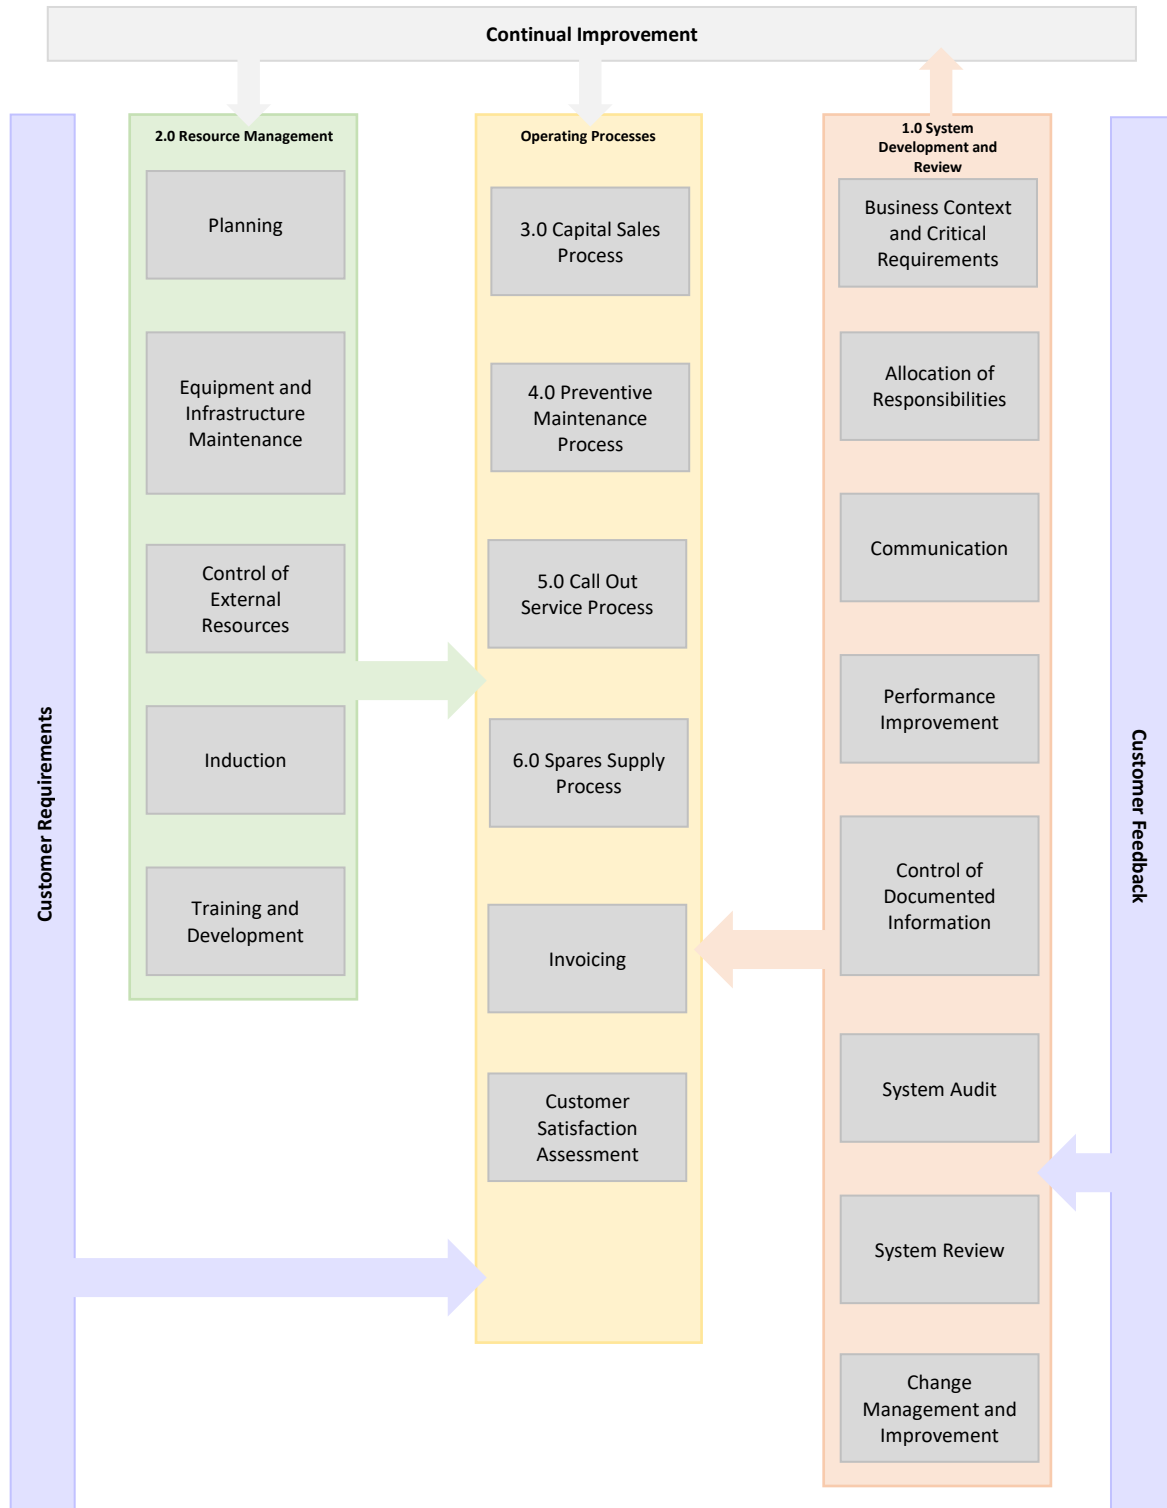 Continual Improvement
Customer Requirements
2.0 Resource Management
Planning
Equipment and
Infrastructure
Maintenance
Control of
External
Resources
Induction
Training and
Development
Operating Processes
3.0 Capital Sales
Process
4.0 Preventive
Maintenance
Process
5.0 Call Out
Service Process
6.0 Spares Supply
Process
Invoicing
Customer
Satisfaction
Assessment
1.0 System
Development and
Review
Business Context
and Critical
Requirements
Allocation of
Responsibilities
Communication
Performance
Improvement
Control of
Documented
Information
System Audit
System Review
Change
Management and
Improvement
Customer Feedback